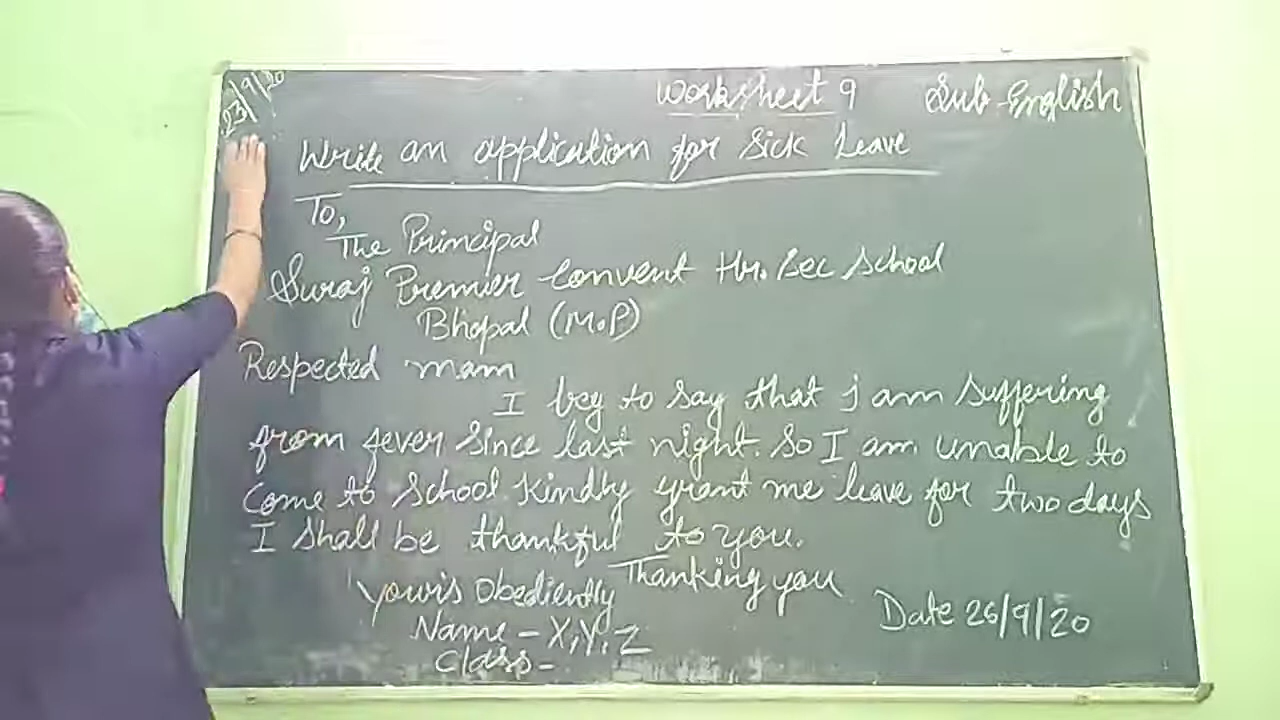 23/9/20
Worksheet 9 Sub-English
Write an application for Sick Leave
To,
The Principal
Suraj Premier Convent Hr. Sec School
Bhopal (M.P)
Respected mam
I beg to say that I am suffering
from fever since last night. So I am unable to
come to school kindly grant me leave for two days
I shall be thankful to you.
Thanking you
Your's Obediently
Name - X, Y, Z
Class -
Date 26/9/20